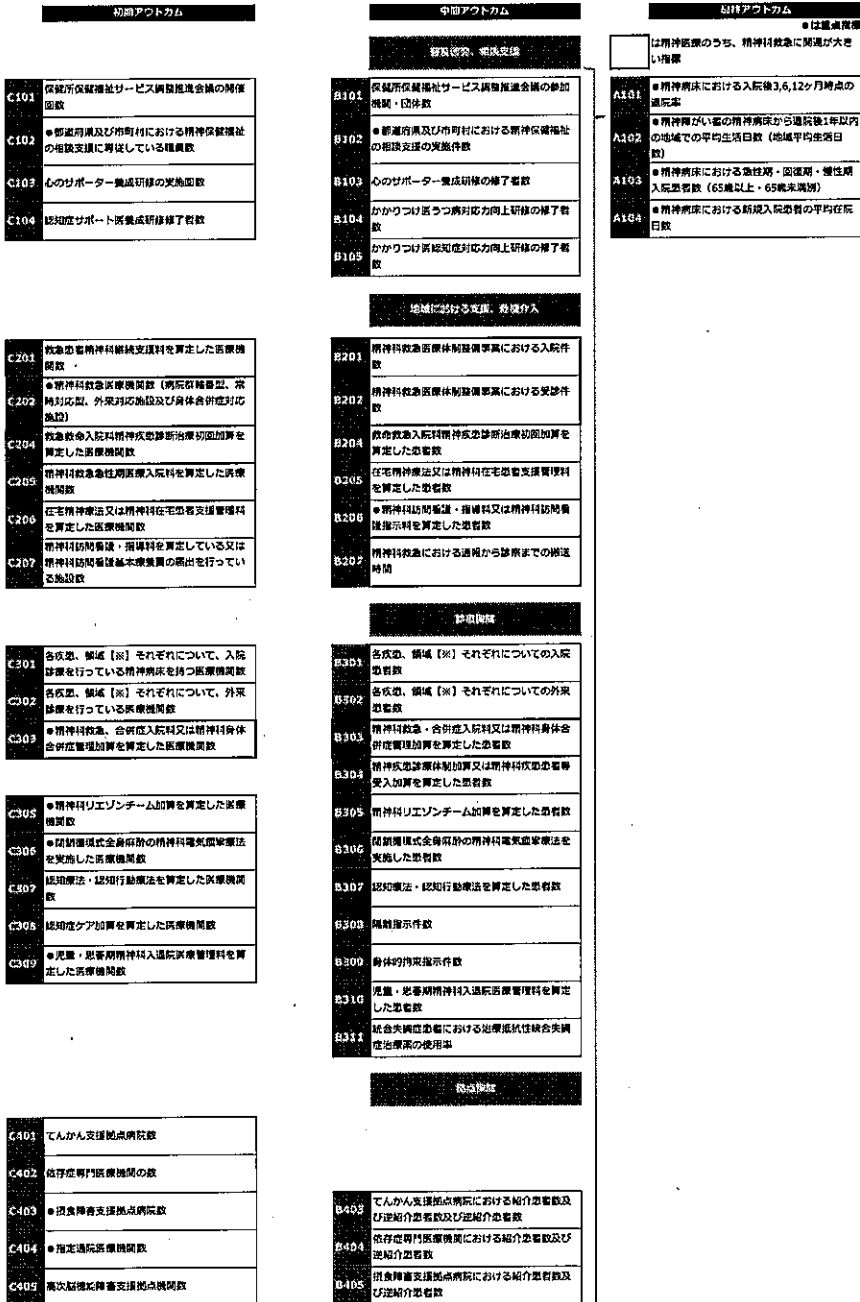 初期アウトカム
C101 保健所保健福祉サービス調整推進会議の開催
回数
C102 ●都道府県及び市町村における精神保健福祉
の相談支援に専従している職員数
C103 心のサポーター養成研修の実施回数
C104 認知症サポート医養成研修修了者数
C201 救急患者精神科継続支援料を算定した医療機
関数
C202 ●精神科救急医療機関数（病院群輪番型、常
時対応型、外来対応施設及び身体合併症対応
施設）
C204 救急救命入院料精神疾患診断治療初回加算を
算定した医療機関数
C205 精神科救急急性期医療入院料を算定した医療
機関数
C206 在宅精神療法又は精神科在宅患者支援管理料
を算定した医療機関数
C207 精神科訪問看護・指導料を算定している又は
精神科訪問看護基本療養費の届出を行ってい
る施設数
C301 各疾患、領域【※】それぞれについて、入院
診療を行っている精神病床を持つ医療機関数
C302 各疾患、領域【※】それぞれについて、外来
診療を行っている医療機関数
C303 ●精神科救急、合併症入院料又は精神科身体
合併症管理加算を算定した医療機関数
C305 ●精神科リエゾンチーム加算を算定した医療
機関数
C306 ●閉鎖循環式全身麻酔の精神科電気痙攣療法
を実施した医療機関数
C307 認知療法・認知行動療法を算定した医療機関
数
C308 認知症ケア加算を算定した医療機関数
C309 ●児童・思春期精神科入退院医療管理料を算
定した医療機関数
C401 てんかん支援拠点病院数
C402 依存症専門医療機関の数
C403 ●摂食障害支援拠点病院数
C404 ●指定通院医療機関数
C405 高次脳機能障害支援拠点機関数
中間アウトカム
普及啓発、相談支援
B101 保健所保健福祉サービス調整推進会議の参加
機関・団体数
B102 ●都道府県及び市町村における精神保健福祉
の相談支援の実施件数
B103 心のサポーター養成研修の修了者数
B104 かかりつけ医うつ病対応力向上研修の修了者
数
B105 かかりつけ医認知症対応力向上研修の修了者
数
地域における支援、危機介入
B201 精神科救急医療体制整備事業における入院件
数
B202 精神科救急医療体制整備事業における受診件
数
B204 救命救急入院料精神疾患診断治療初回加算を
算定した患者数
B205 在宅精神療法又は精神科在宅患者支援管理料
を算定した患者数
B206 ●精神科訪問看護・指導料又は精神科訪問看
護指示料を算定した患者数
B207 精神科救急における通報から診察までの搬送
時間
診療機能
B301 各疾患、領域【※】それぞれについての入院
患者数
B302 各疾患、領域【※】それぞれについての外来
患者数
B303 精神科救急・合併症入院料又は精神科身体合
併症管理加算を算定した患者数
B304 精神疾患診療体制加算又は精神科疾患患者等
受入加算を算定した患者数
B305 精神科リエゾンチーム加算を算定した患者数
B306 閉鎖循環式全身麻酔の精神科電気痙攣療法を
実施した患者数
B307 認知療法・認知行動療法を算定した患者数
B308 隔離指示件数
B309 身体的拘束指示件数
B310 児童・思春期精神科入退院医療管理料を算定
した患者数
B311 統合失調症患者における治療抵抗性統合失調
症治療薬の使用率
拠点機能
B403 てんかん支援拠点病院における紹介患者数及
び逆紹介患者数及び逆紹介患者数
B404 依存症専門医療機関における紹介患者数及び
逆紹介患者数
B405 摂食障害支援拠点病院における紹介患者数及
び逆紹介患者数
最終アウトカム
●は重点指標
は精神医療のうち、精神科救急に関連が大き
い指標
A101 ●精神病床における入院後3,6,12ヶ月時点の
退院率
A102 ●精神障がい者の精神病床から退院後1年以内
の地域での平均生活日数（地域平均生活日
数）
A103 ●精神病床における急性期・回復期・慢性期
入院患者数（65歳以上・65歳未満別）
A104 ●精神病床における新規入院患者の平均在院
日数